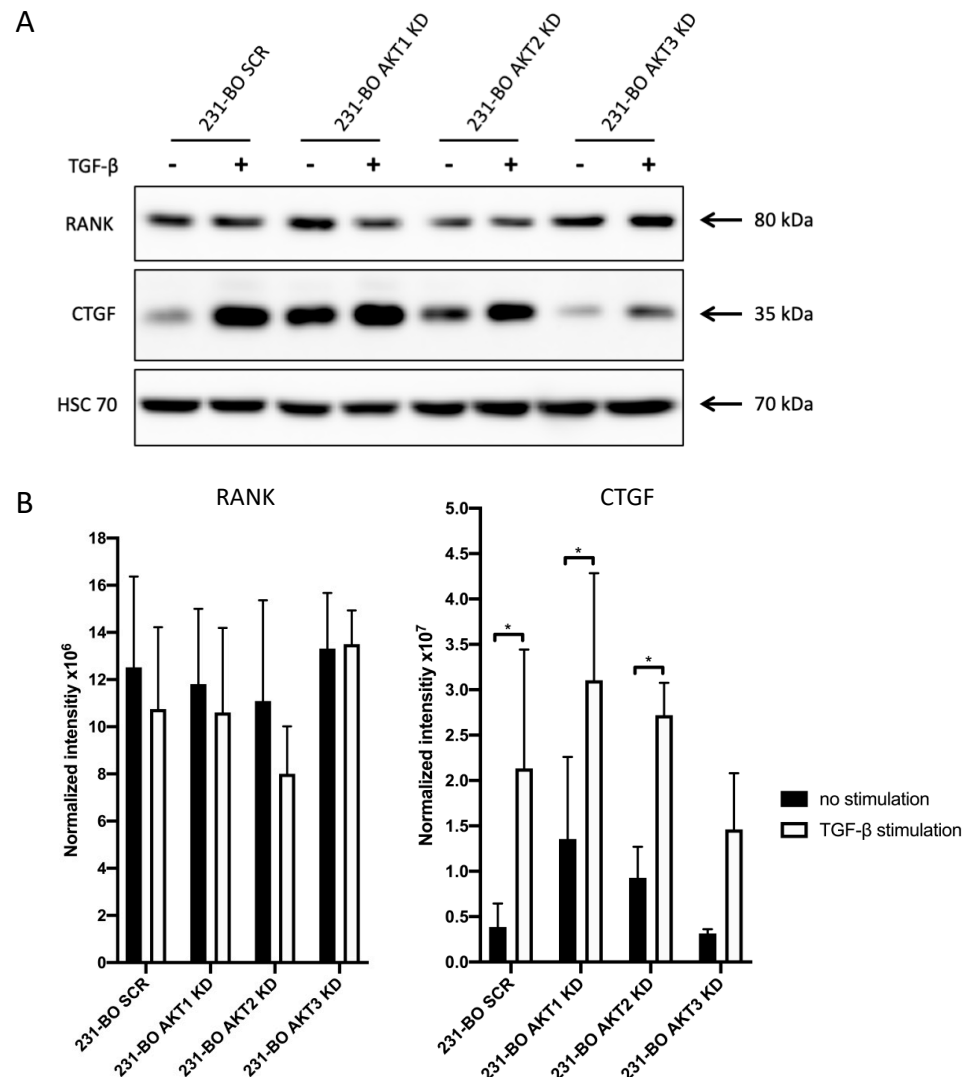 A
231-BO SCR
231-BO AKT1 KD
231-BO AKT2 KD
231-BO AKT3 KD
TGF-β - + - + - + - +
RANK 80 kDa
CTGF 35 kDa
HSC 70 70 kDa
B
RANK
Normalized intensitiy x10⁶
18
16
14
12
10
8
6
4
2
0
231-BO SCR
231-BO AKT1 KD
231-BO AKT2 KD
231-BO AKT3 KD
CTGF
Normalized intensitiy x10⁷
5.0
4.5
4.0
3.5
3.0
2.5
2.0
1.5
1.0
0.5
0.0
*
*
*
231-BO SCR
231-BO AKT1 KD
231-BO AKT2 KD
231-BO AKT3 KD
no stimulation
TGF-β stimulation